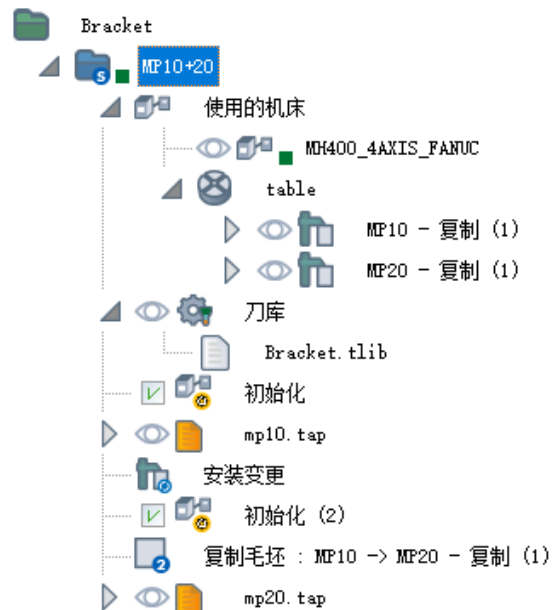 Bracket
MP10+20
使用的机床
MH400_4AXIS_FANUC
table
MP10 - 复制 (1)
MP20 - 复制 (1)
刀库
Bracket.tlib
初始化
mp10.tap
安装变更
初始化 (2)
复制毛坯 : MP10 -> MP20 - 复制 (1)
mp20.tap